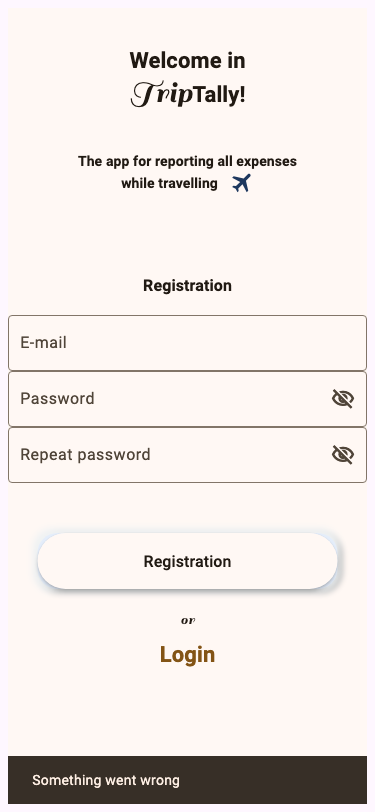 Welcome in
TripTally!
The app for reporting all expenses
while travelling
Registration
E-mail
Password
Repeat password
Registration
or
Login
Something went wrong